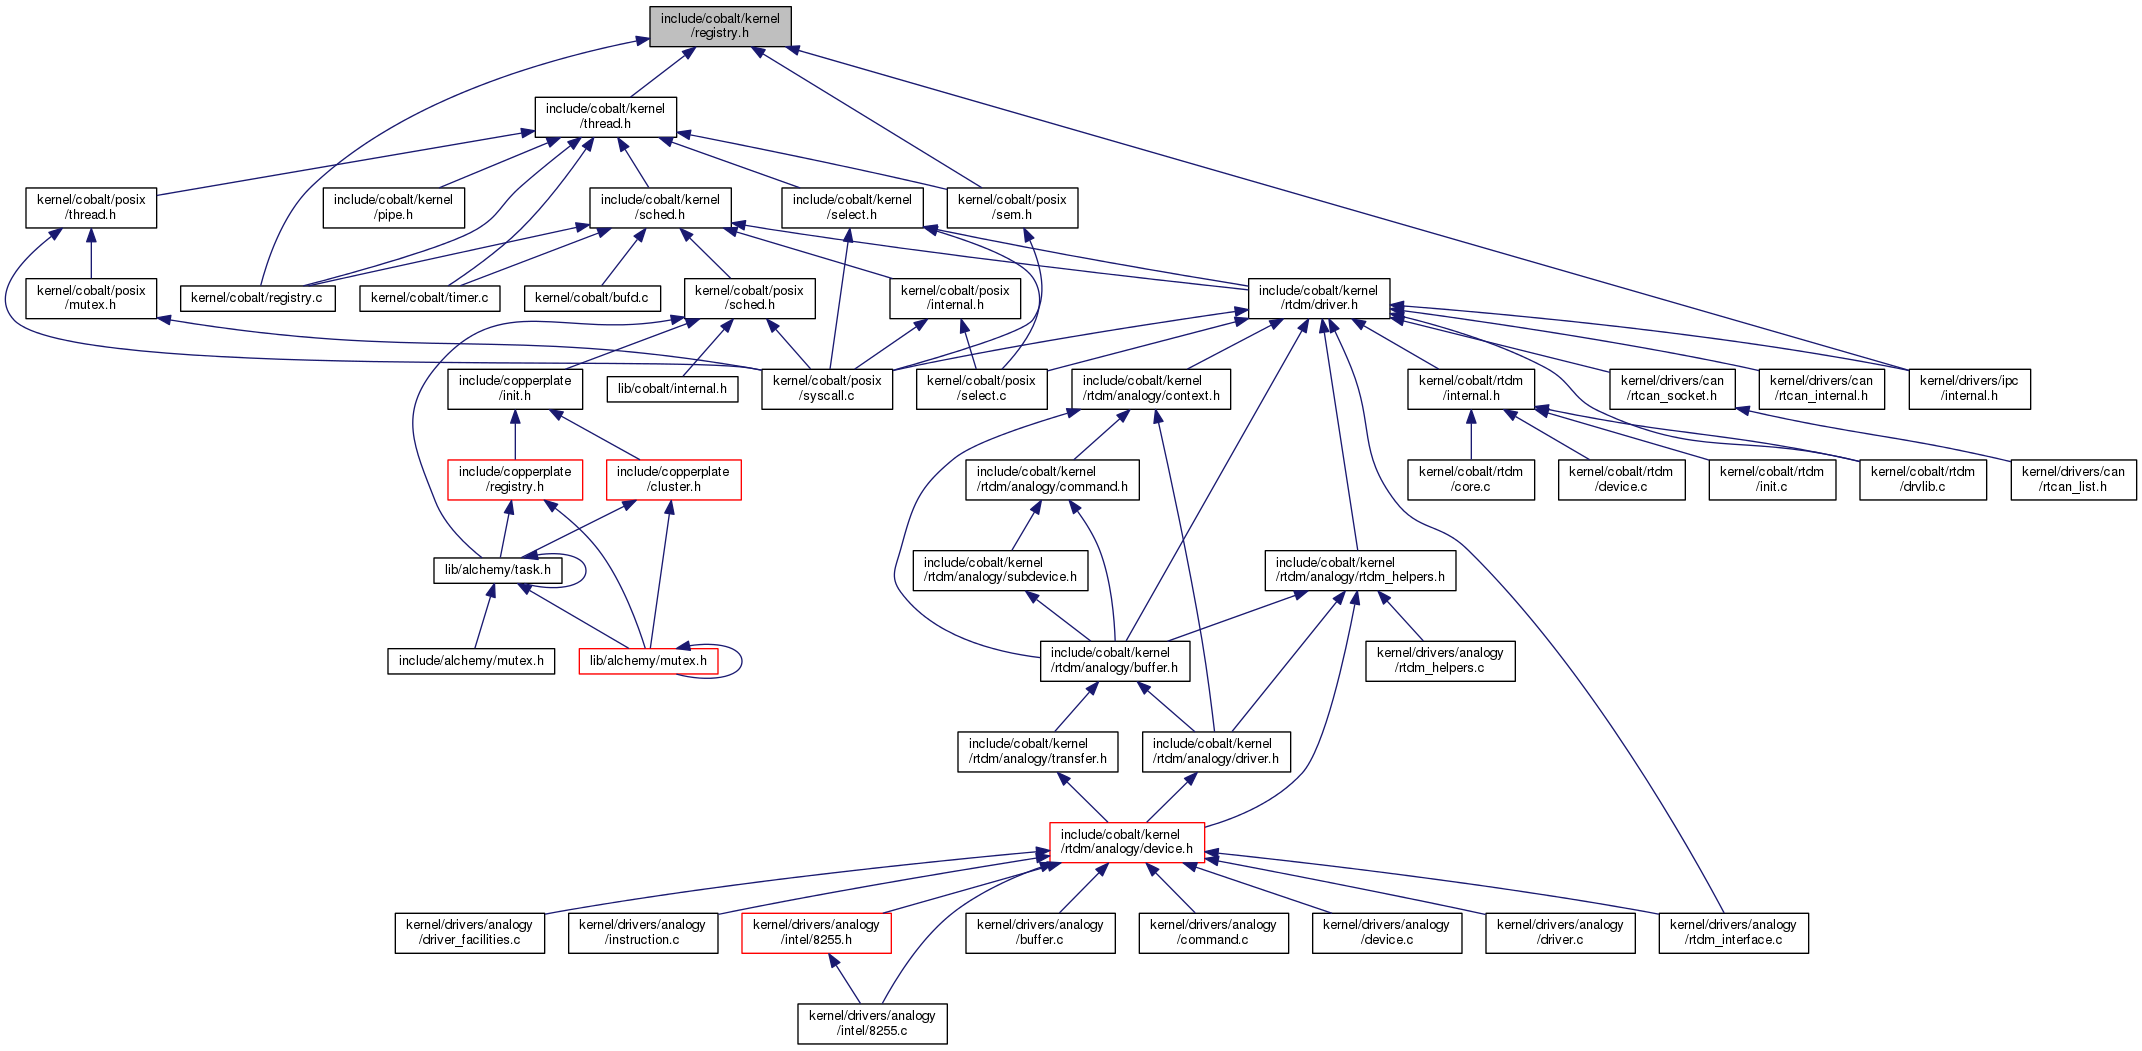 include/cobalt/kernel
/registry.h
include/cobalt/kernel
/thread.h
kernel/cobalt/posix
/thread.h
include/cobalt/kernel
/pipe.h
include/cobalt/kernel
/sched.h
include/cobalt/kernel
/select.h
kernel/cobalt/posix
/sem.h
kernel/cobalt/posix
/mutex.h
kernel/cobalt/registry.c
kernel/cobalt/timer.c
kernel/cobalt/bufd.c
kernel/cobalt/posix
/sched.h
kernel/cobalt/posix
/internal.h
include/cobalt/kernel
/rtdm/driver.h
include/copperplate
/init.h
lib/cobalt/internal.h
kernel/cobalt/posix
/syscall.c
kernel/cobalt/posix
/select.c
include/cobalt/kernel
/rtdm/analogy/context.h
kernel/cobalt/rtdm
/internal.h
kernel/drivers/can
/rtcan_socket.h
kernel/drivers/can
/rtcan_internal.h
kernel/drivers/ipc
/internal.h
include/copperplate
/registry.h
include/copperplate
/cluster.h
include/cobalt/kernel
/rtdm/analogy/command.h
kernel/cobalt/rtdm
/core.c
kernel/cobalt/rtdm
/device.c
kernel/cobalt/rtdm
/init.c
kernel/cobalt/rtdm
/drvlib.c
kernel/drivers/can
/rtcan_list.h
lib/alchemy/task.h
include/cobalt/kernel
/rtdm/analogy/subdevice.h
include/cobalt/kernel
/rtdm/analogy/rtdm_helpers.h
include/alchemy/mutex.h
lib/alchemy/mutex.h
include/cobalt/kernel
/rtdm/analogy/buffer.h
kernel/drivers/analogy
/rtdm_helpers.c
include/cobalt/kernel
/rtdm/analogy/transfer.h
include/cobalt/kernel
/rtdm/analogy/driver.h
include/cobalt/kernel
/rtdm/analogy/device.h
kernel/drivers/analogy
/driver_facilities.c
kernel/drivers/analogy
/instruction.c
kernel/drivers/analogy
/intel/8255.h
kernel/drivers/analogy
/buffer.c
kernel/drivers/analogy
/command.c
kernel/drivers/analogy
/device.c
kernel/drivers/analogy
/driver.c
kernel/drivers/analogy
/rtdm_interface.c
kernel/drivers/analogy
/intel/8255.c